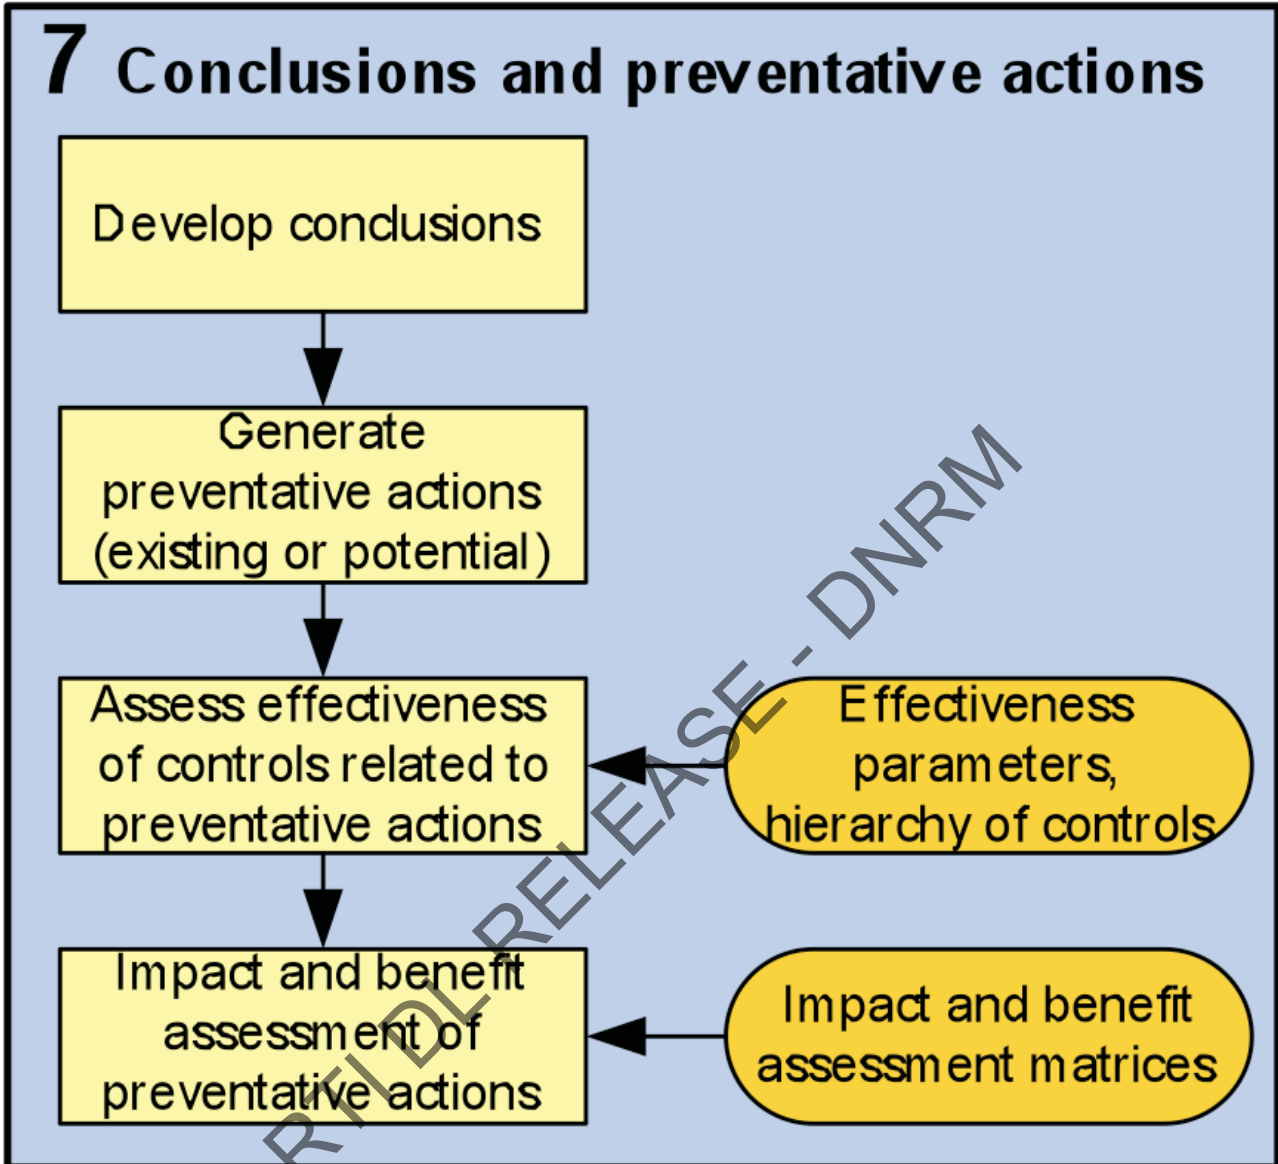 7 Conclusions and preventative actions
Develop conclusions
Generate
preventative actions
(existing or potential)
Assess effectiveness
of controls related to
preventative actions
Effectiveness
parameters,
hierarchy of controls
Impact and benefit
assessment of
preventative actions
Impact and benefit
assessment matrices
RTI DL RELEASE - DNRM